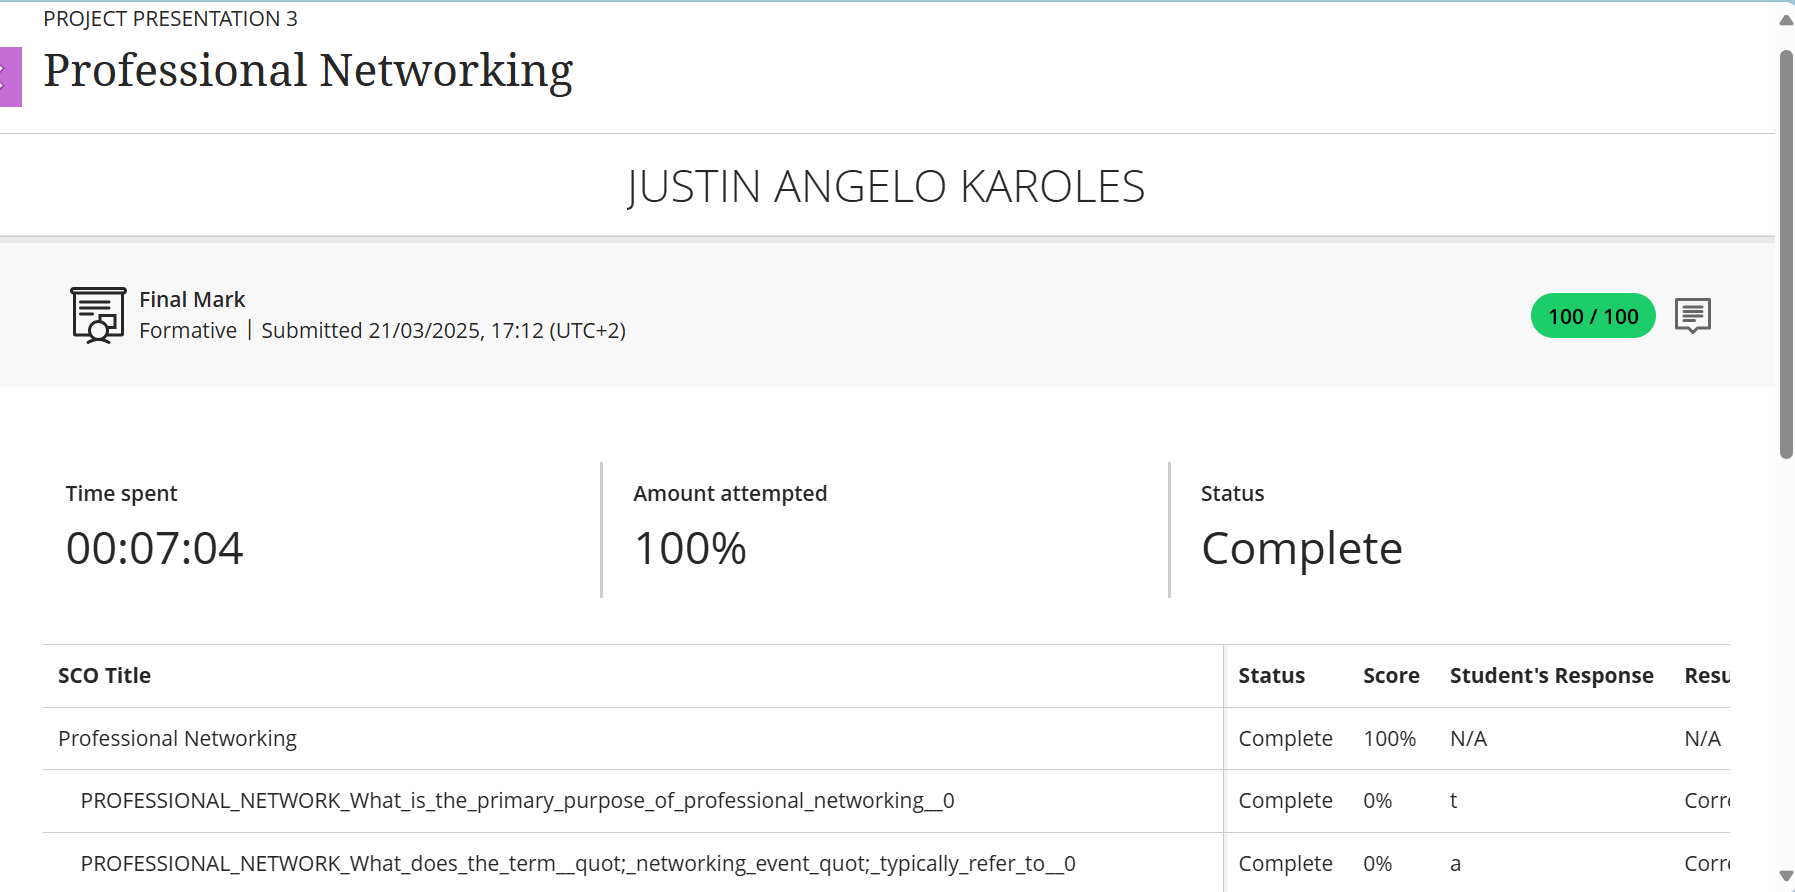 PROJECT PRESENTATION 3
Professional Networking
JUSTIN ANGELO KAROLES
Final Mark
Formative | Submitted 21/03/2025, 17:12 (UTC+2)
100 / 100
Time spent
00:07:04
Amount attempted
100%
Status
Complete
SCO Title Status Score Student's Response Resu
Professional Networking Complete 100% N/A N/A
PROFESSIONAL_NETWORK_What_is_the_primary_purpose_of_professional_networking__0 Complete 0% t Corre
PROFESSIONAL_NETWORK_What_does_the_term__quot;_networking_event_quot;_typically_refer_to__0 Complete 0% a Corre